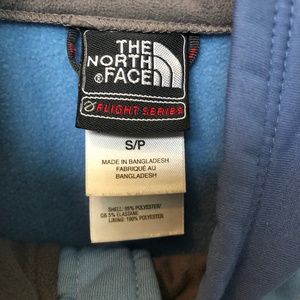 THE
NORTH
FACE
®
FLIGHT SERIES
S/P
MADE IN BANGLADESH
FABRIQUÉ AU
BANGLADESH
SHELL: 95% POLYESTER/
GB 5% ELASTANE
LINING: 100% POLYESTER/